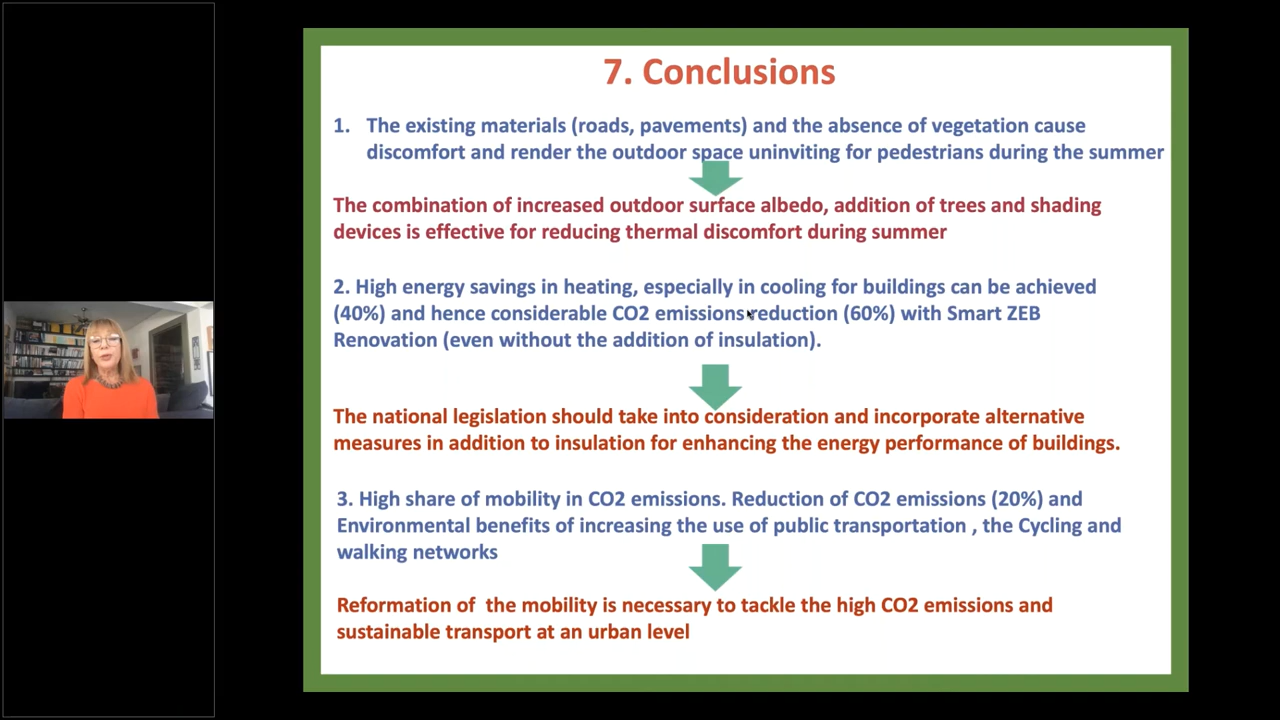 7. Conclusions
1. The existing materials (roads, pavements) and the absence of vegetation cause
discomfort and render the outdoor space uninviting for pedestrians during the summer
The combination of increased outdoor surface albedo, addition of trees and shading
devices is effective for reducing thermal discomfort during summer
2. High energy savings in heating, especially in cooling for buildings can be achieved
(40%) and hence considerable CO2 emissions reduction (60%) with Smart ZEB
Renovation (even without the addition of insulation).
The national legislation should take into consideration and incorporate alternative
measures in addition to insulation for enhancing the energy performance of buildings.
3. High share of mobility in CO2 emissions. Reduction of CO2 emissions (20%) and
Environmental benefits of increasing the use of public transportation , the Cycling and
walking networks
Reformation of the mobility is necessary to tackle the high CO2 emissions and
sustainable transport at an urban level